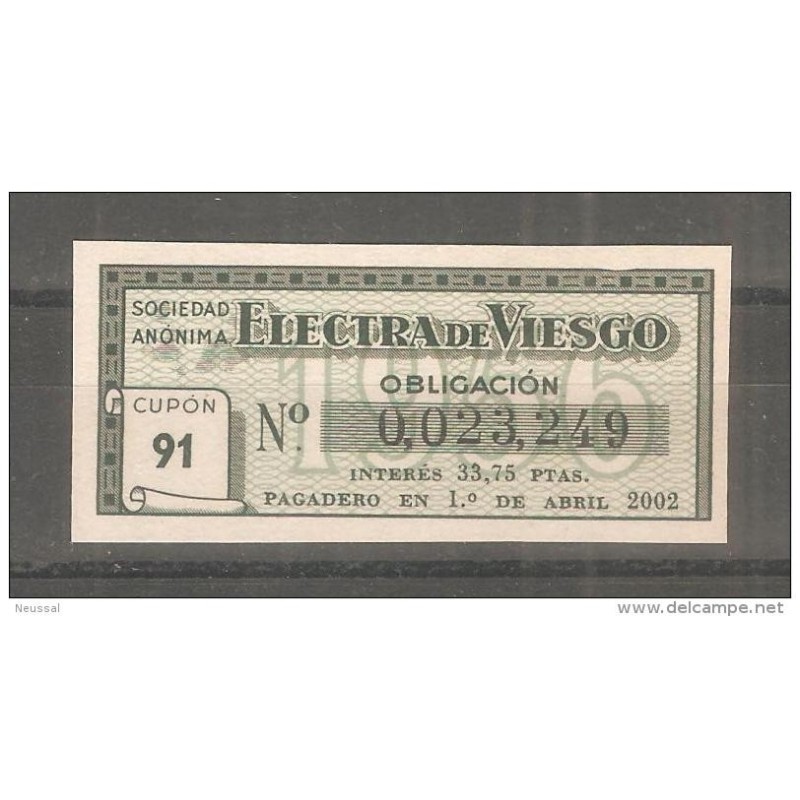 SOCIEDAD
ANÓNIMA ELECTRA DE VIESGO
1956
OBLIGACIÓN
CUPÓN
91
Nº. 0,023,249
INTERÉS 33,75 PTAS.
PAGADERO EN 1.º DE ABRIL 2002
Neussal
www.delcampe.net